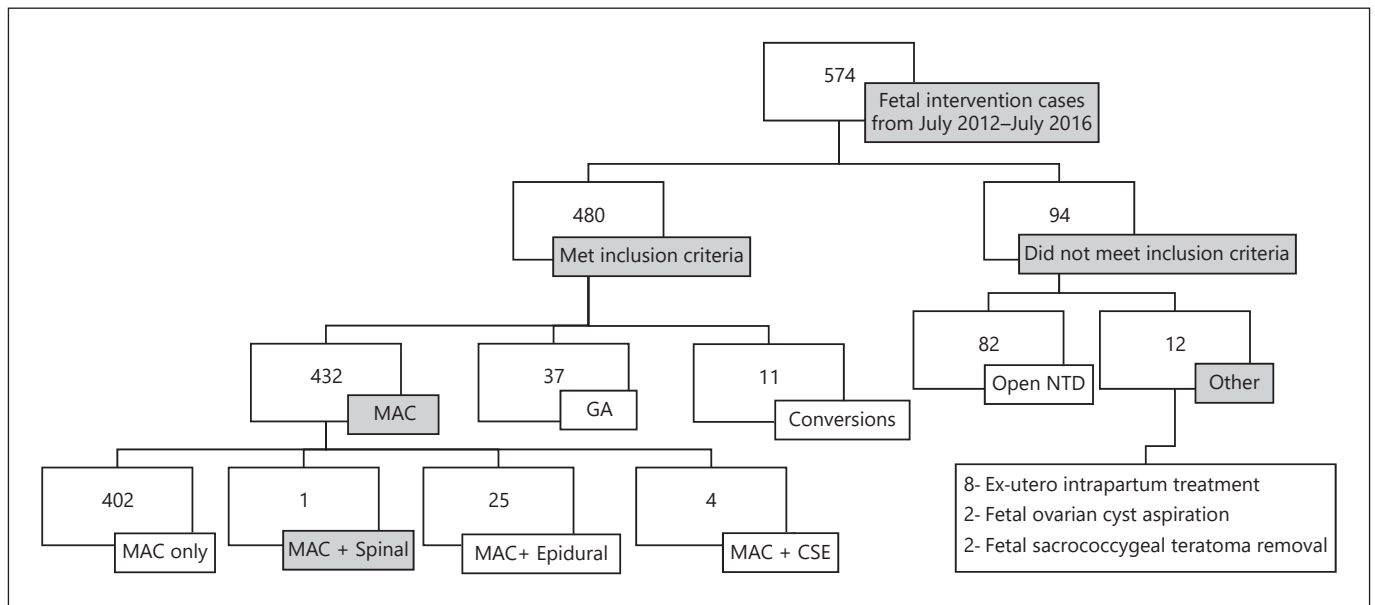 574
Fetal intervention cases
from July 2012–July 2016
480
Met inclusion criteria
94
Did not meet inclusion criteria
432
MAC
37
GA
11
Conversions
82
Open NTD
12
Other
402
MAC only
1
MAC + Spinal
25
MAC+ Epidural
4
MAC + CSE
8- Ex-utero intrapartum treatment
2- Fetal ovarian cyst aspiration
2- Fetal sacrococcygeal teratoma removal